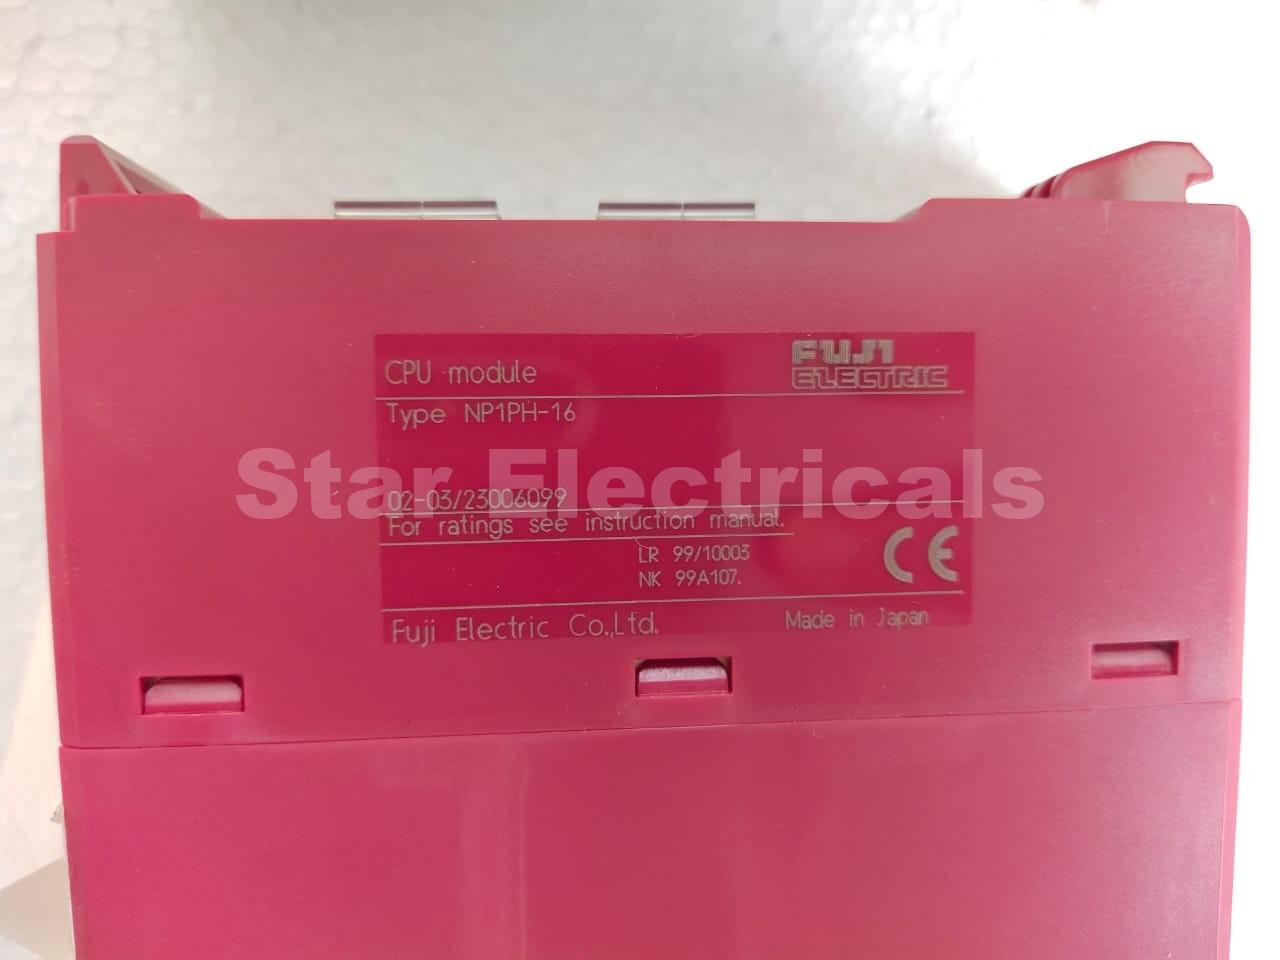 CPU module
FUJI
ELECTRIC
Type NP1PH-16
Star Electricals
02-03/23006099
For ratings see instruction manual.
LR 99/10003
NK 99A107.
CE
Fuji Electric Co.,Ltd.
Made in Japan